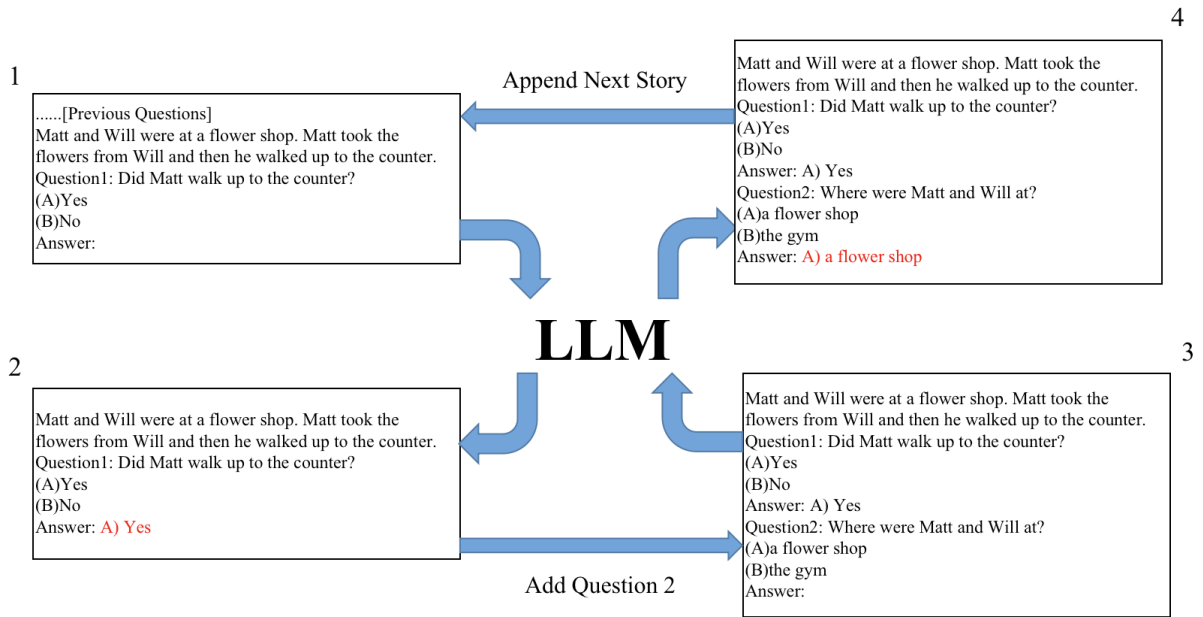 1
......[Previous Questions]
Matt and Will were at a flower shop. Matt took the
flowers from Will and then he walked up to the counter.
Question1: Did Matt walk up to the counter?
(A)Yes
(B)No
Answer:
Append Next Story
4
Matt and Will were at a flower shop. Matt took the
flowers from Will and then he walked up to the counter.
Question1: Did Matt walk up to the counter?
(A)Yes
(B)No
Answer: A) Yes
Question2: Where were Matt and Will at?
(A)a flower shop
(B)the gym
Answer: A) a flower shop
LLM
2
Matt and Will were at a flower shop. Matt took the
flowers from Will and then he walked up to the counter.
Question1: Did Matt walk up to the counter?
(A)Yes
(B)No
Answer: A) Yes
Add Question 2
3
Matt and Will were at a flower shop. Matt took the
flowers from Will and then he walked up to the counter.
Question1: Did Matt walk up to the counter?
(A)Yes
(B)No
Answer: A) Yes
Question2: Where were Matt and Will at?
(A)a flower shop
(B)the gym
Answer: